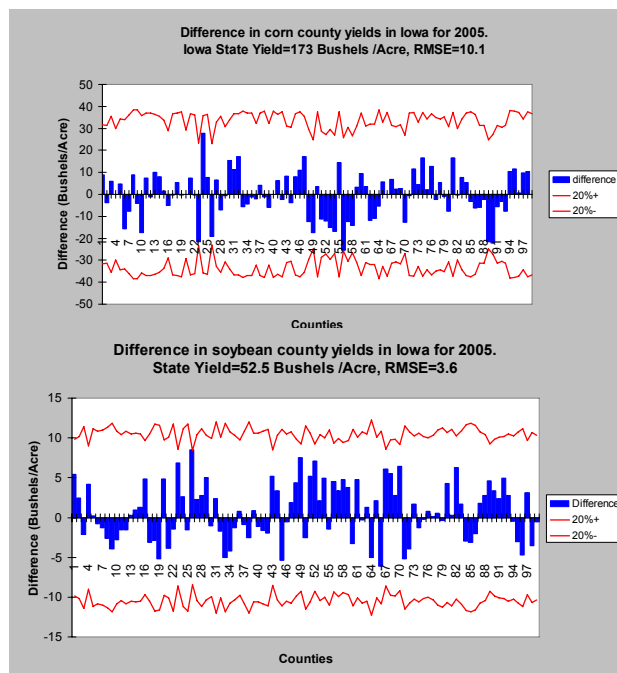 Difference in corn county yields in Iowa for 2005.
Iowa State Yield=173 Bushels /Acre, RMSE=10.1
Difference (Bushels/Acre)
50
40
30
20
10
0
-10
-20
-30
-40
-50
1 4 7 10 13 16 19 22 25 28 31 34 37 40 43 46 49 52 55 58 61 64 67 70 73 76 79 82 85 88 91 94 97
Counties
difference
20%+
20%-
Difference in soybean county yields in Iowa for 2005.
State Yield=52.5 Bushels /Acre, RMSE=3.6
Difference (Bushels/Acre)
15
10
5
0
-5
-10
-15
1 4 7 10 13 16 19 22 25 28 31 34 37 40 43 46 49 52 55 58 61 64 67 70 73 76 79 82 85 88 91 94 97
Counties
Difference
20%+
20%-